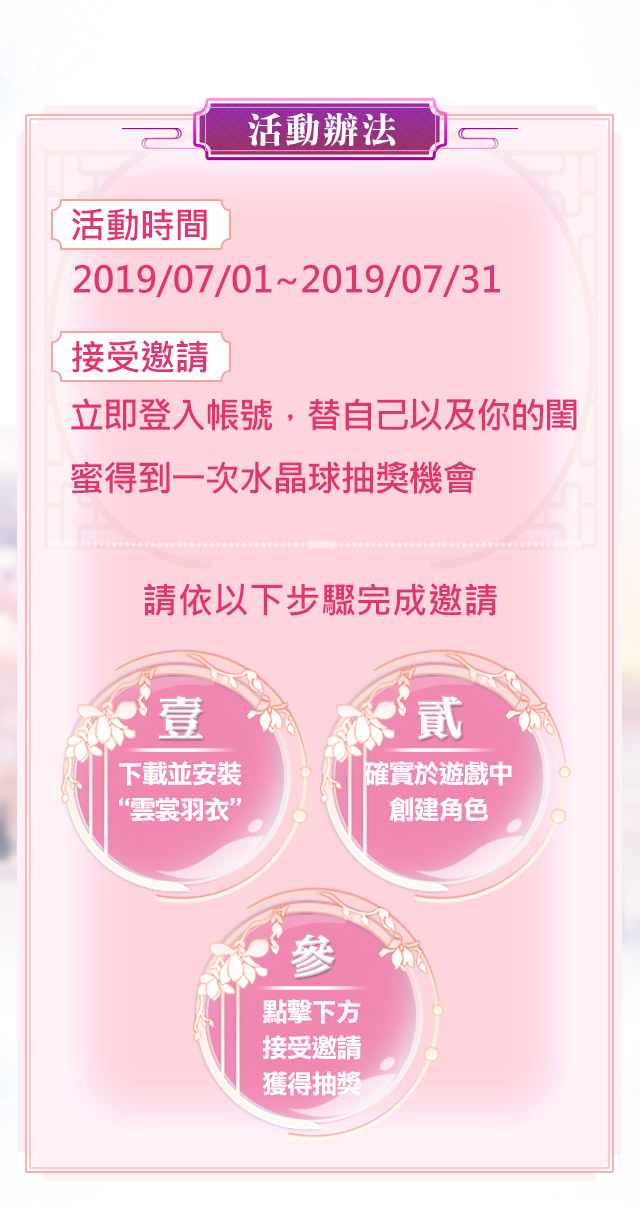 活動辦法
活動時間
2019/07/01~2019/07/31
接受邀請
立即登入帳號，替自己以及你的閨
蜜得到一次水晶球抽獎機會
請依以下步驟完成邀請
壹
下載並安裝
“雲裳羽衣”
貳
確實於遊戲中
創建角色
參
點擊下方
接受邀請
獲得抽獎